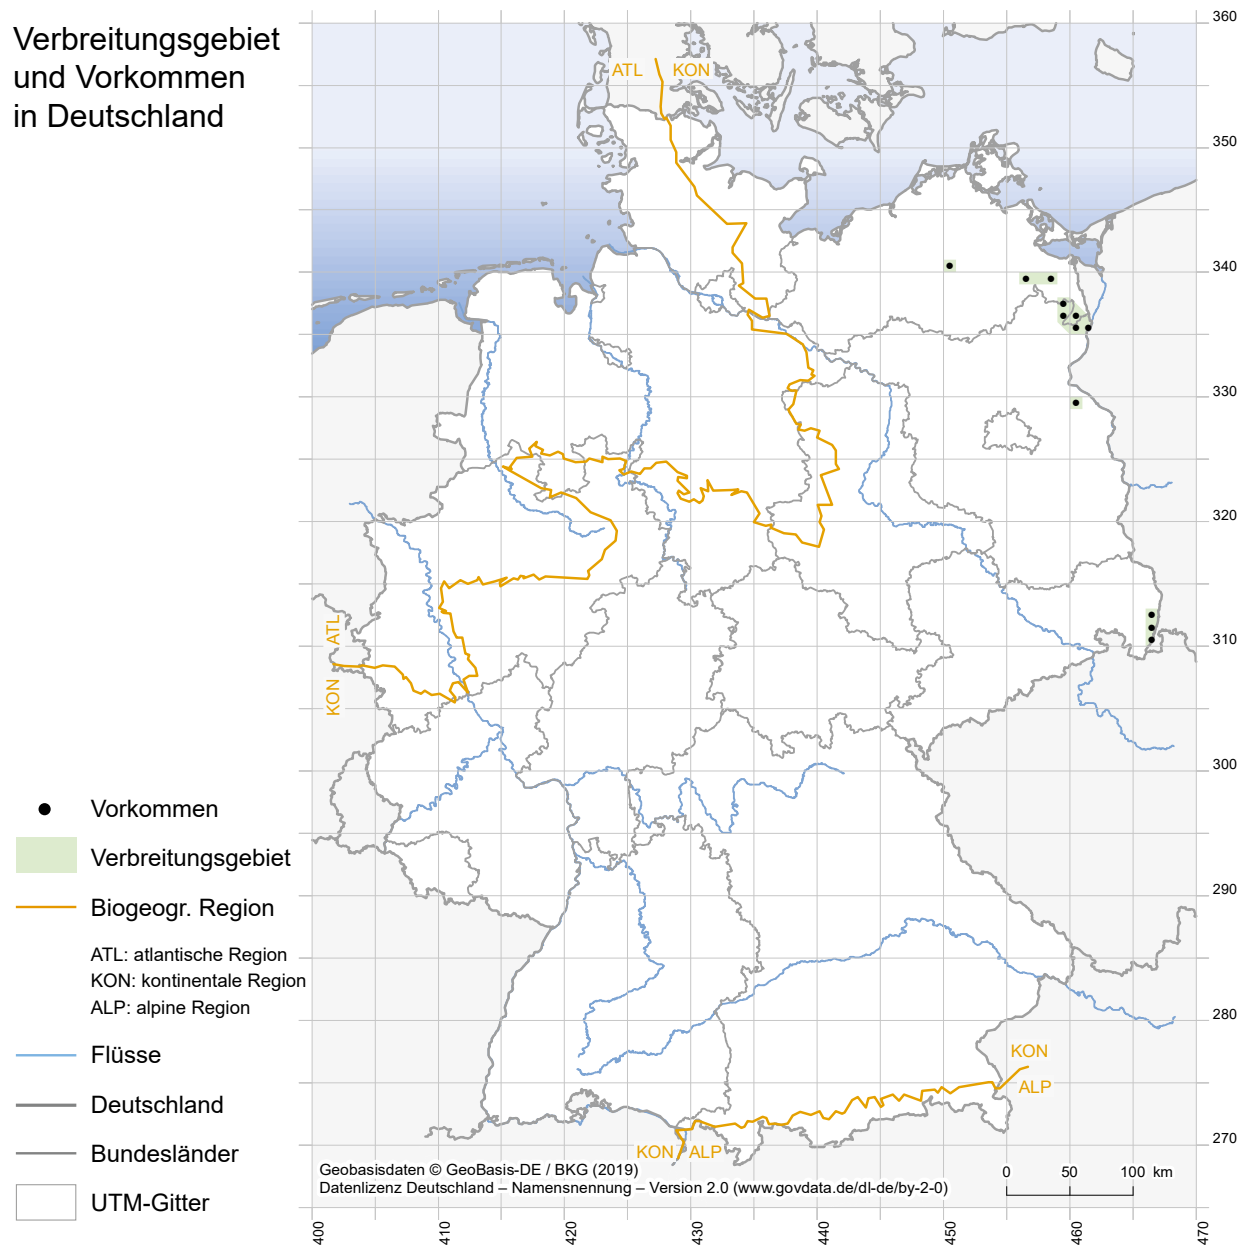 Verbreitungsgebiet
und Vorkommen
in Deutschland
ATL KON
360
350
340
330
320
310
300
290
280
270
ATL
KON
Vorkommen
Verbreitungsgebiet
Biogeogr. Region
ATL: atlantische Region
KON: kontinentale Region
ALP: alpine Region
Flüsse
Deutschland
Bundesländer
UTM-Gitter
KON
ALP
KON ALP
Geobasisdaten © GeoBasis-DE / BKG (2019)
Datenlizenz Deutschland – Namensnennung – Version 2.0 (www.govdata.de/dl-de/by-2-0)
0 50 100 km
400 410 420 430 440 450 460 470